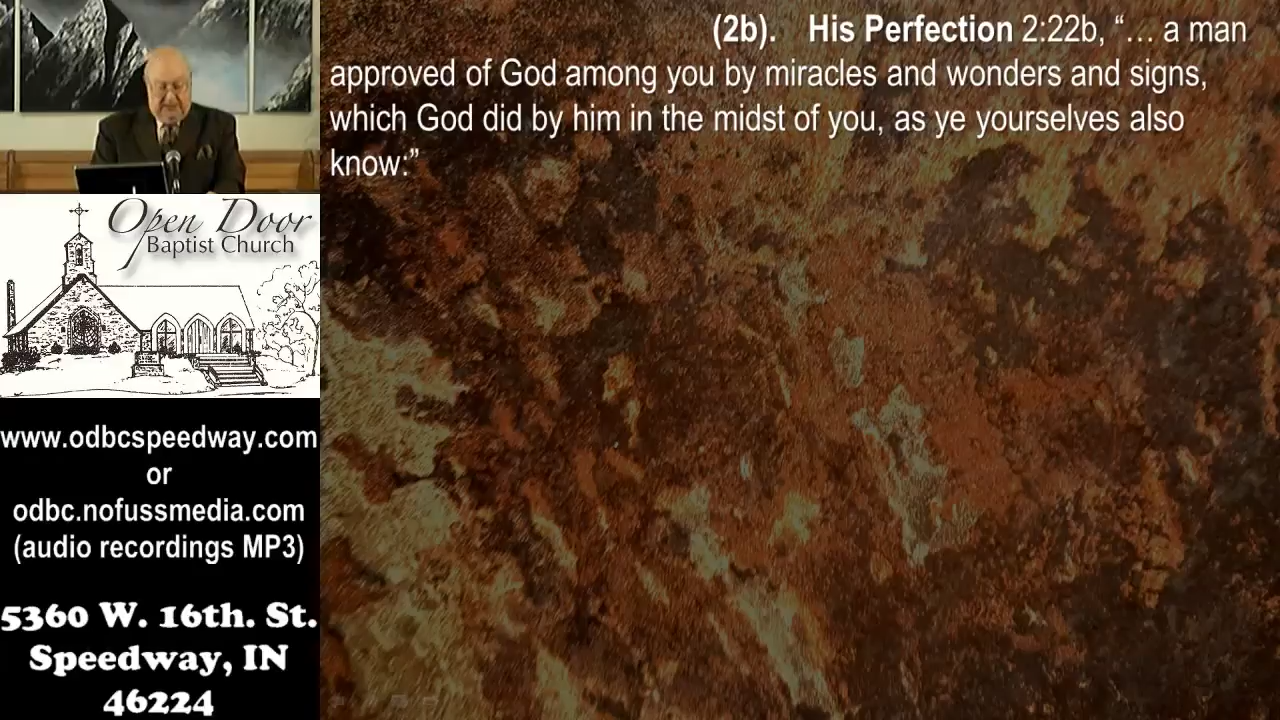 (2b). His Perfection 2:22b, “… a man
approved of God among you by miracles and wonders and signs,
which God did by him in the midst of you, as ye yourselves also
know:”
Open Door
Baptist Church
www.odbcspeedway.com
or
odbc.nofussmedia.com
(audio recordings MP3)
5360 W. 16th. St.
Speedway, IN
46224